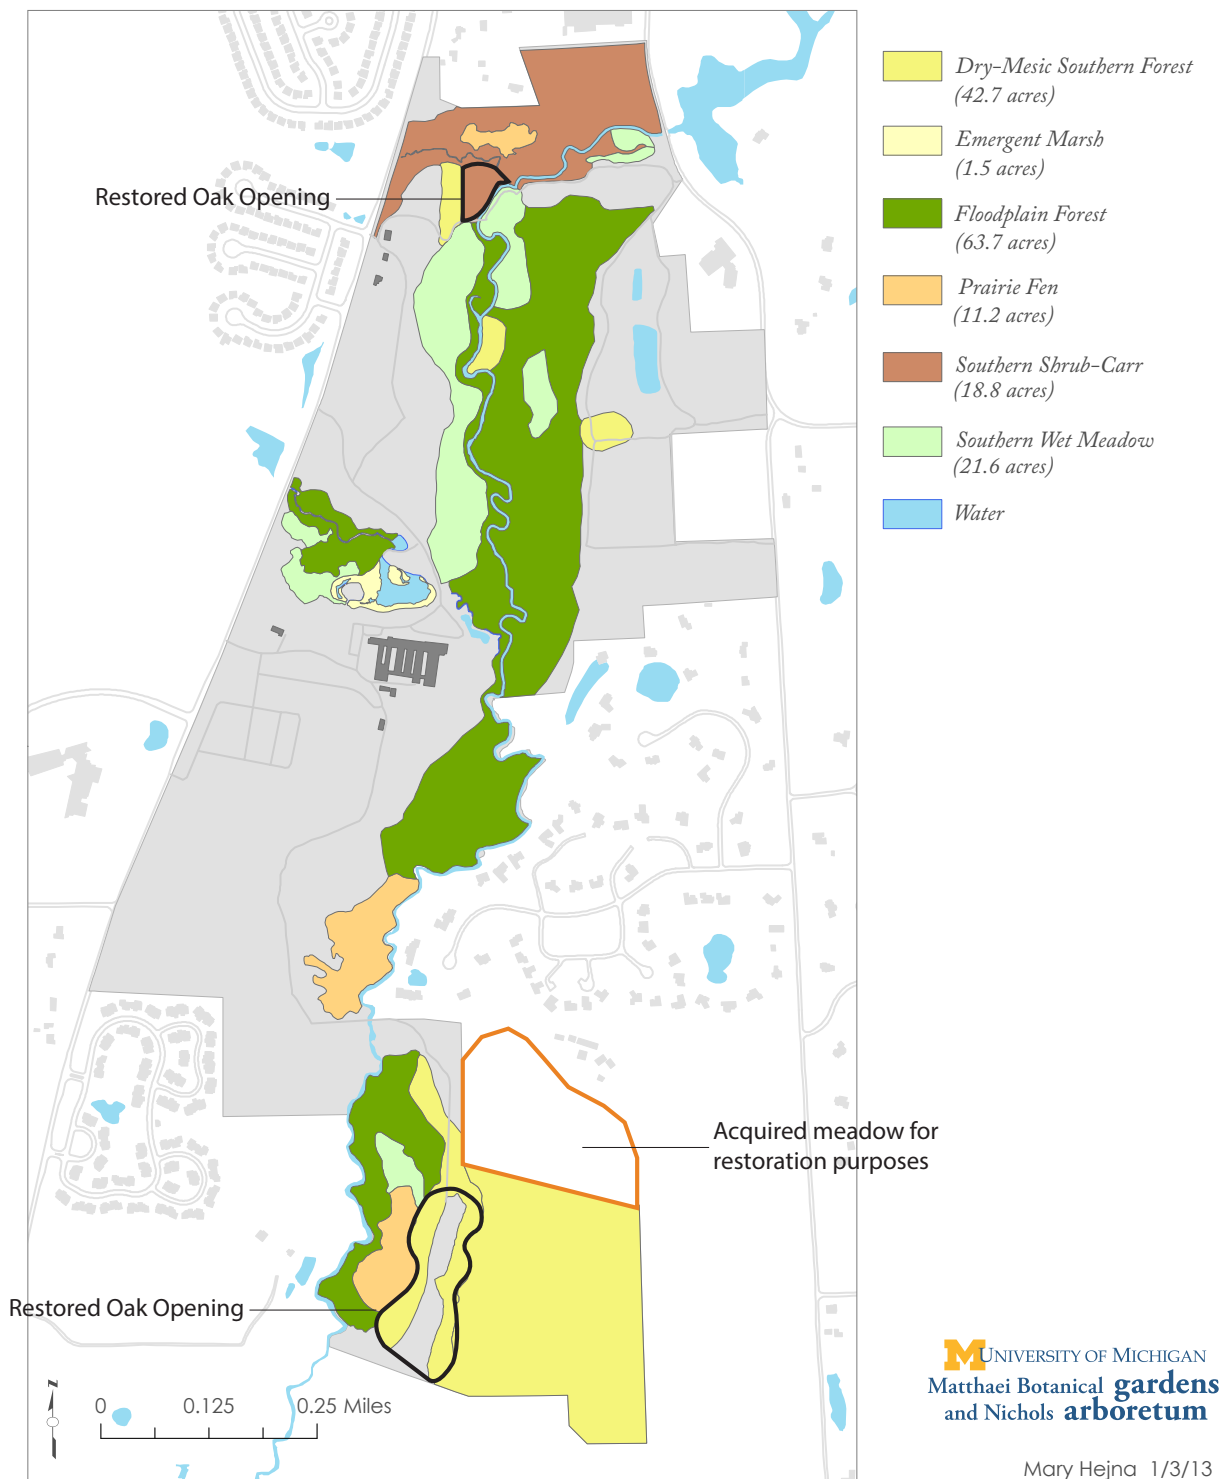 Dry-Mesic Southern Forest
(42.7 acres)
Emergent Marsh
(1.5 acres)
Floodplain Forest
(63.7 acres)
Prairie Fen
(11.2 acres)
Southern Shrub-Carr
(18.8 acres)
Southern Wet Meadow
(21.6 acres)
Water
Restored Oak Opening
Acquired meadow for
restoration purposes
Restored Oak Opening
N
0 0.125 0.25 Miles
M UNIVERSITY OF MICHIGAN
Matthaei Botanical gardens
and Nichols arboretum
Mary Hejna 1/3/13